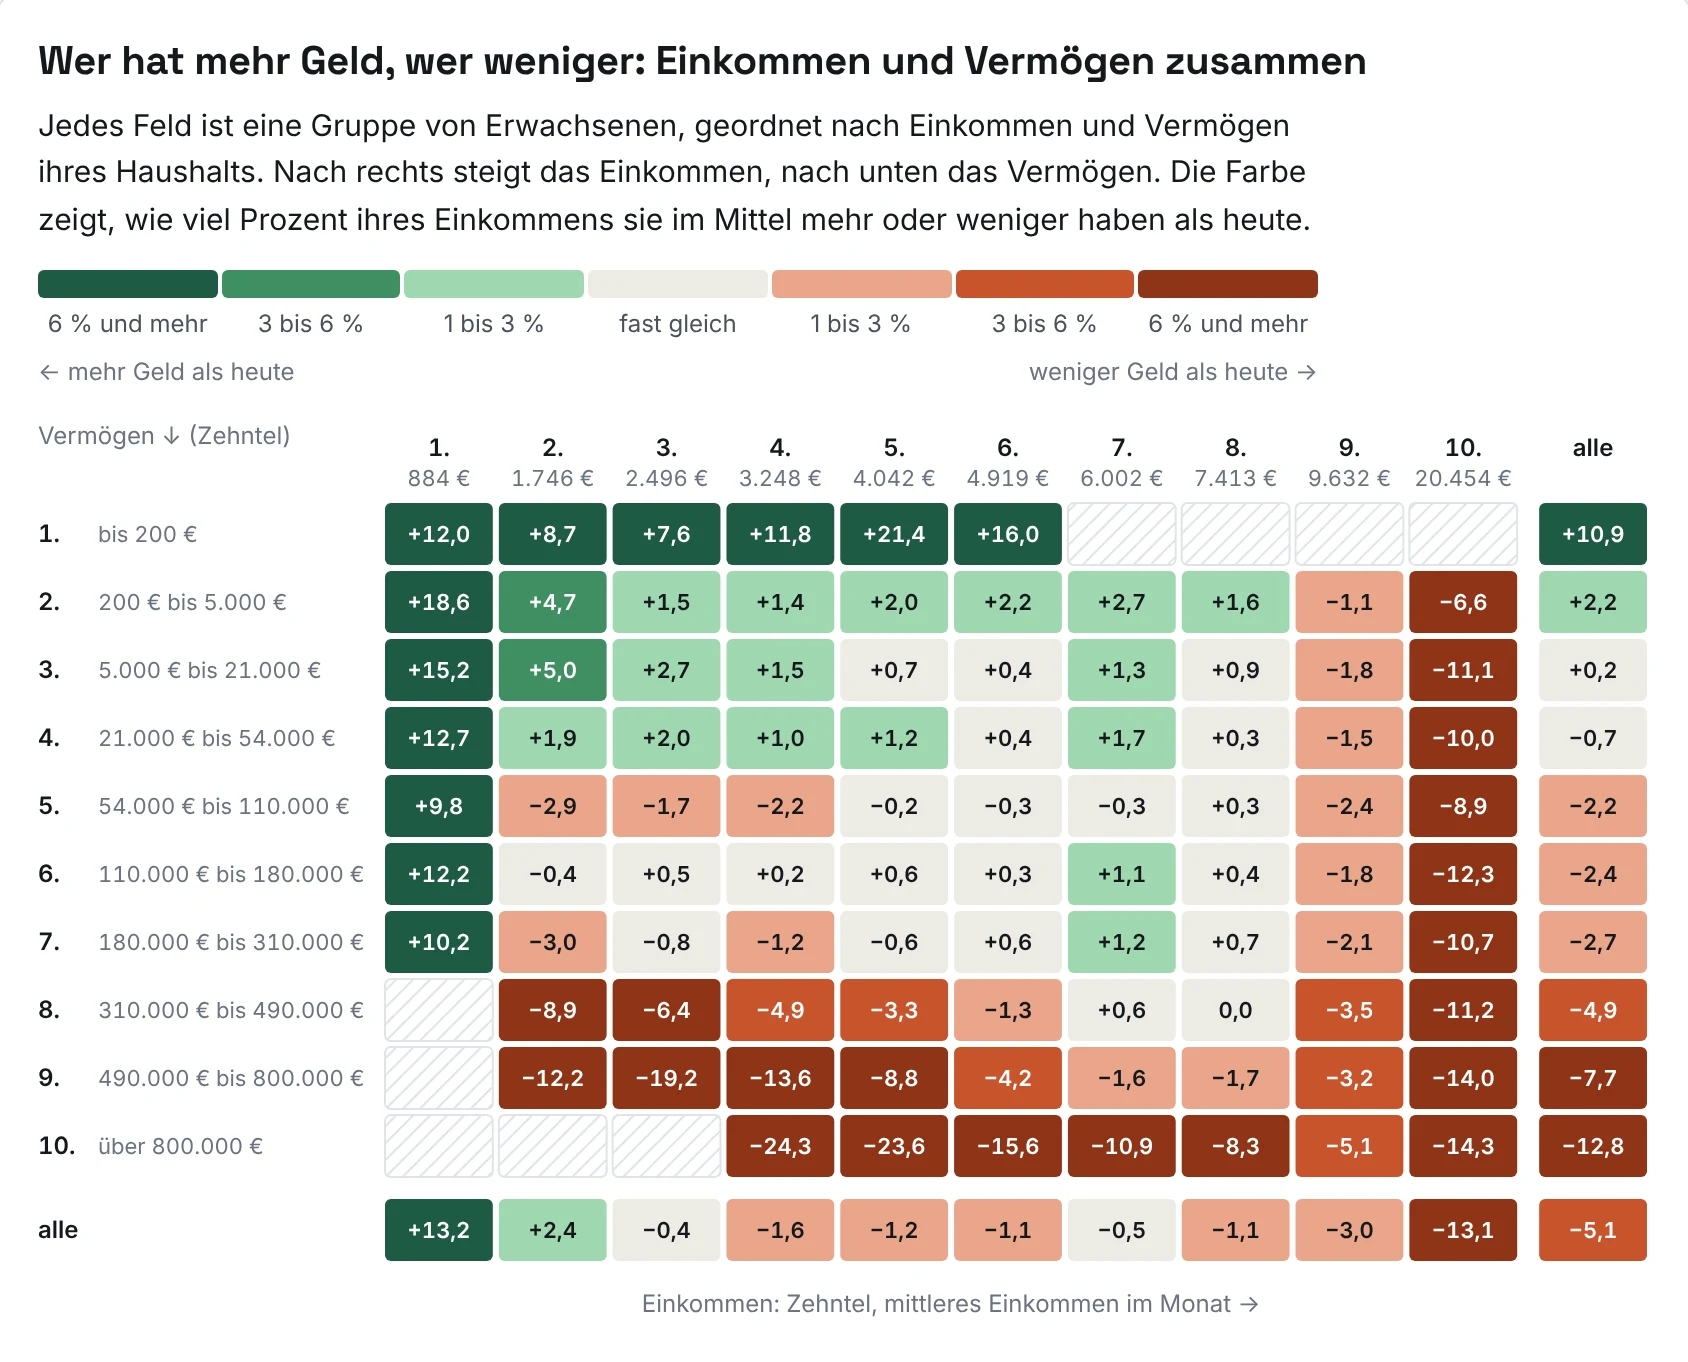 Wer hat mehr Geld, wer weniger: Einkommen und Vermögen zusammen
Jedes Feld ist eine Gruppe von Erwachsenen, geordnet nach Einkommen und Vermögen
ihres Haushalts. Nach rechts steigt das Einkommen, nach unten das Vermögen. Die Farbe
zeigt, wie viel Prozent ihres Einkommens sie im Mittel mehr oder weniger haben als heute.
6 % und mehr 3 bis 6 % 1 bis 3 % fast gleich 1 bis 3 % 3 bis 6 % 6 % und mehr
← mehr Geld als heute weniger Geld als heute →
Vermögen ↓ (Zehntel)
1. 2. 3. 4. 5. 6. 7. 8. 9. 10. alle
884 € 1.746 € 2.496 € 3.248 € 4.042 € 4.919 € 6.002 € 7.413 € 9.632 € 20.454 €
1. bis 200 € +12,0 +8,7 +7,6 +11,8 +21,4 +16,0 +10,9
2. 200 € bis 5.000 € +18,6 +4,7 +1,5 +1,4 +2,0 +2,2 +2,7 +1,6 −1,1 −6,6 +2,2
3. 5.000 € bis 21.000 € +15,2 +5,0 +2,7 +1,5 +0,7 +0,4 +1,3 +0,9 −1,8 −11,1 +0,2
4. 21.000 € bis 54.000 € +12,7 +1,9 +2,0 +1,0 +1,2 +0,4 +1,7 +0,3 −1,5 −10,0 −0,7
5. 54.000 € bis 110.000 € +9,8 −2,9 −1,7 −2,2 −0,2 −0,3 −0,3 +0,3 −2,4 −8,9 −2,2
6. 110.000 € bis 180.000 € +12,2 −0,4 +0,5 +0,2 +0,6 +0,3 +1,1 +0,4 −1,8 −12,3 −2,4
7. 180.000 € bis 310.000 € +10,2 −3,0 −0,8 −1,2 −0,6 +0,6 +1,2 +0,7 −2,1 −10,7 −2,7
8. 310.000 € bis 490.000 € −8,9 −6,4 −4,9 −3,3 −1,3 +0,6 0,0 −3,5 −11,2 −4,9
9. 490.000 € bis 800.000 € −12,2 −19,2 −13,6 −8,8 −4,2 −1,6 −1,7 −3,2 −14,0 −7,7
10. über 800.000 € −24,3 −23,6 −15,6 −10,9 −8,3 −5,1 −14,3 −12,8
alle +13,2 +2,4 −0,4 −1,6 −1,2 −1,1 −0,5 −1,1 −3,0 −13,1 −5,1
Einkommen: Zehntel, mittleres Einkommen im Monat →